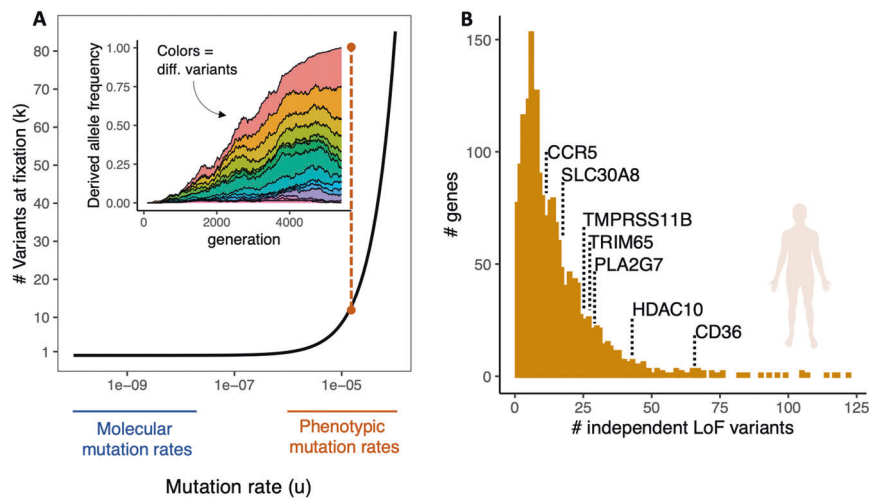 A
# Variants at fixation (k)
80
70
60
50
40
30
20
10
1
Derived allele frequency
1.00
0.75
0.50
0.25
0.00
Colors =
diff. variants
0
2000
4000
generation
1e-09
1e-07
1e-05
Molecular
mutation rates
Phenotypic
mutation rates
Mutation rate (u)
B
# genes
150
100
50
0
CCR5
SLC30A8
TMPRSS11B
TRIM65
PLA2G7
HDAC10
CD36
0
25
50
75
100
125
# independent LoF variants